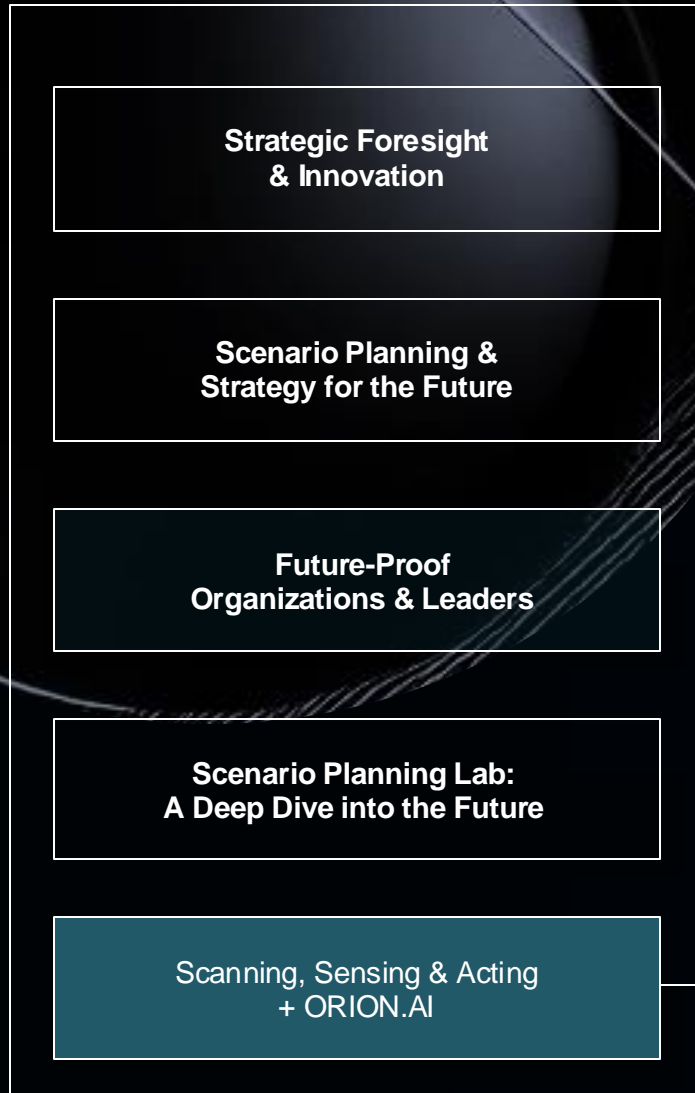 Strategic Foresight
& Innovation
Scenario Planning &
Strategy for the Future
Future-Proof
Organizations & Leaders
Scenario Planning Lab:
A Deep Dive into the Future
Scanning, Sensing & Acting
+ ORION.AI